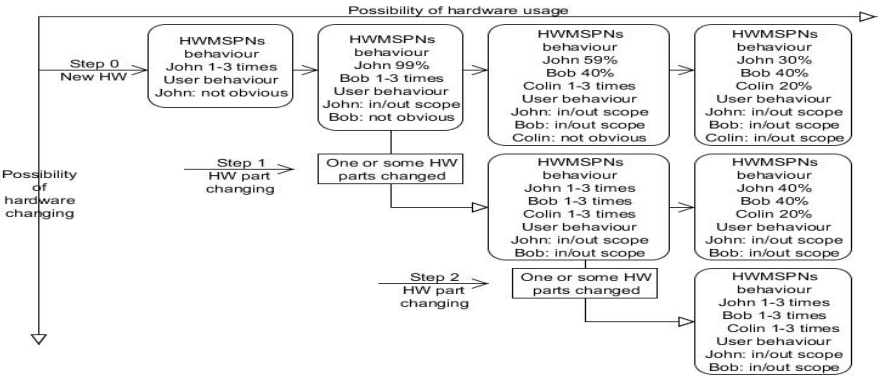 Possibility of hardware usage
Step 0
New HW
HWMSPNs
behaviour
John 1-3 times
User behaviour
John: not obvious
HWMSPNs
behaviour
John 99%
Bob 1-3 times
User behaviour
John: in/out scope
Bob: not obvious
HWMSPNs
behaviour
John 59%
Bob 40%
Colin 1-3 times
User behaviour
John: in/out scope
Bob: in/out scope
Colin: not obvious
HWMSPNs
behaviour
John 30%
Bob 40%
Colin 20%
User behaviour
John: in/out scope
Bob: in/out scope
Colin: in/out scope
Possibility
of
hardware
changing
Step 1
HW part
changing
One or some HW
parts changed
HWMSPNs
behaviour
John 1-3 times
Bob 1-3 times
Colin 1-3 times
User behaviour
John: in/out scope
Bob: in/out scope
HWMSPNs
behaviour
John 40%
Bob 40%
Colin 20%
User behaviour
John: in/out scope
Bob: in/out scope
Step 2
HW part
changing
One or some HW
parts changed
HWMSPNs
behaviour
John 1-3 times
Bob 1-3 times
Colin 1-3 times
User behaviour
John: in/out scope
Bob: in/out scope